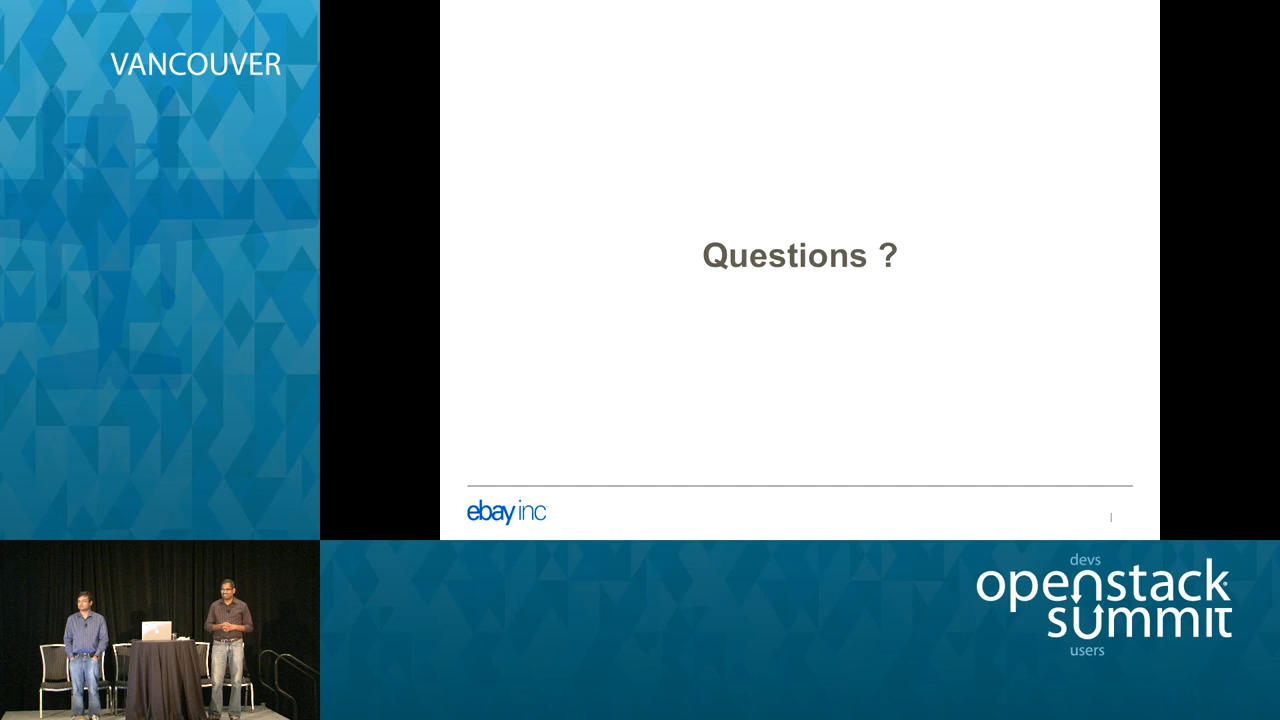 VANCOUVER
Questions ?
ebay inc
devs
openstack
summit
users